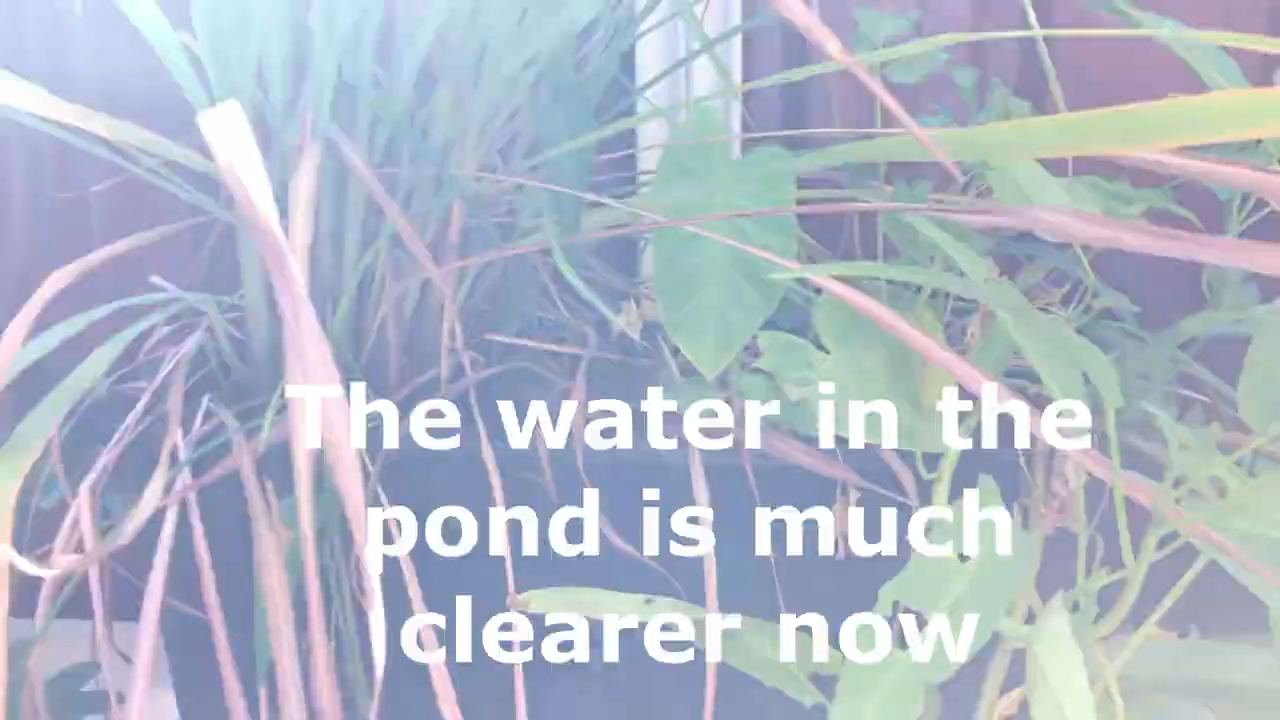 The water in the
pond is much
clearer now